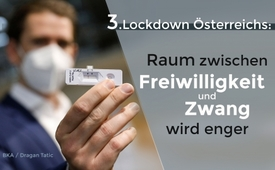 3.Lockdown Österreichs:
Raum zwischen
Freiwilligkeit
und
Zwang
wird enger
BKA / Dragan Tatic